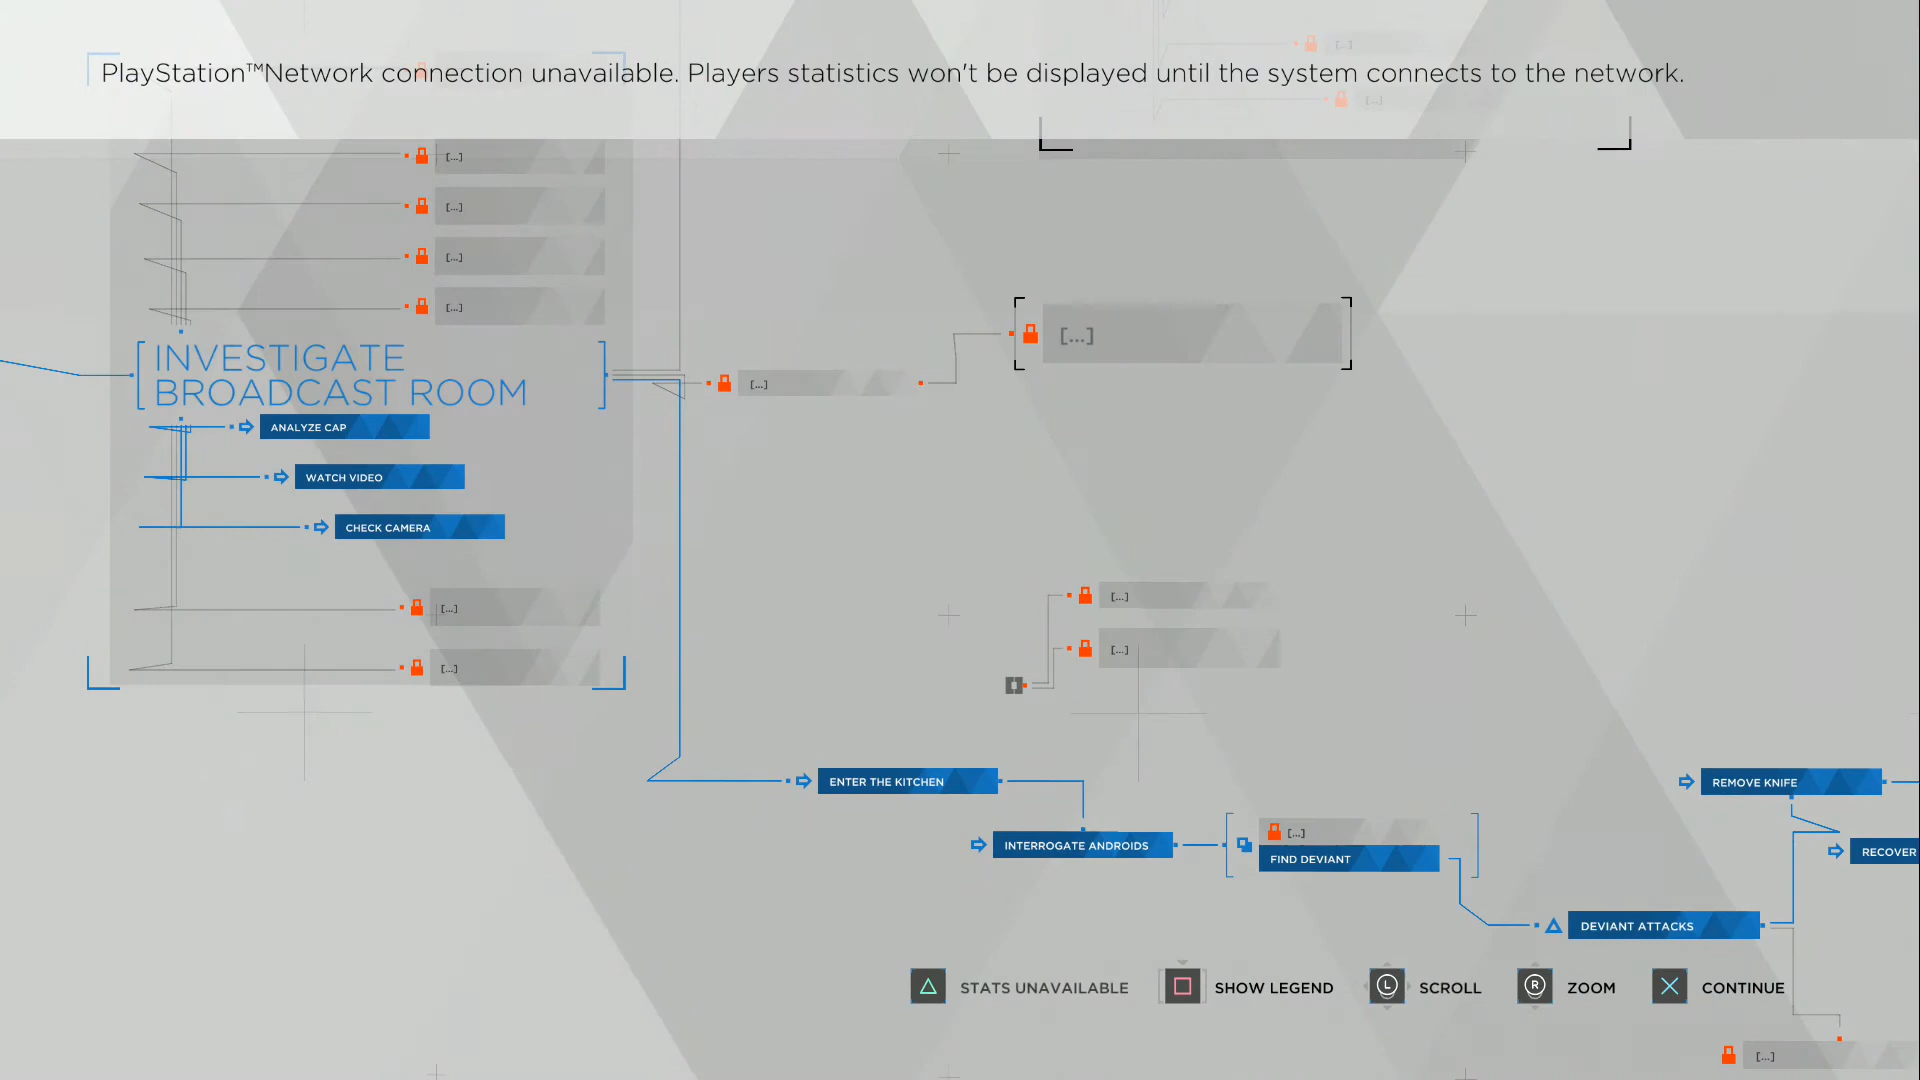 PlayStation™Network connection unavailable. Players statistics won't be displayed until the system connects to the network.
[...]
[...]
[...]
[...]
[...]
[...]
INVESTIGATE
BROADCAST ROOM
[...]
[...]
ANALYZE CAP
WATCH VIDEO
CHECK CAMERA
[...]
[...]
[...]
[...]
ENTER THE KITCHEN
REMOVE KNIFE
[...]
INTERROGATE ANDROIDS
FIND DEVIANT
RECOVER
DEVIANT ATTACKS
STATS UNAVAILABLE
SHOW LEGEND
L
SCROLL
R
ZOOM
CONTINUE
[...]